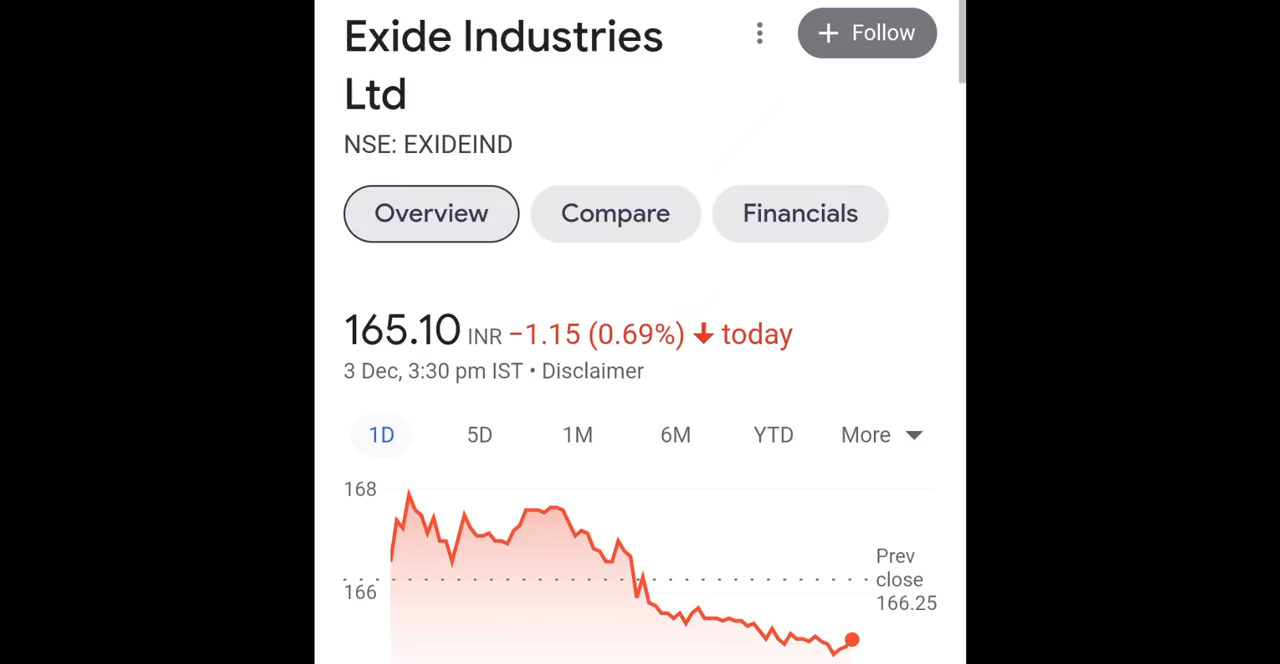 Exide Industries
Ltd
+ Follow
NSE: EXIDEIND
Overview
Compare
Financials
165.10 INR −1.15 (0.69%) ↓ today
3 Dec, 3:30 pm IST • Disclaimer
1D 5D 1M 6M YTD More
168
166
Prev
close
166.25